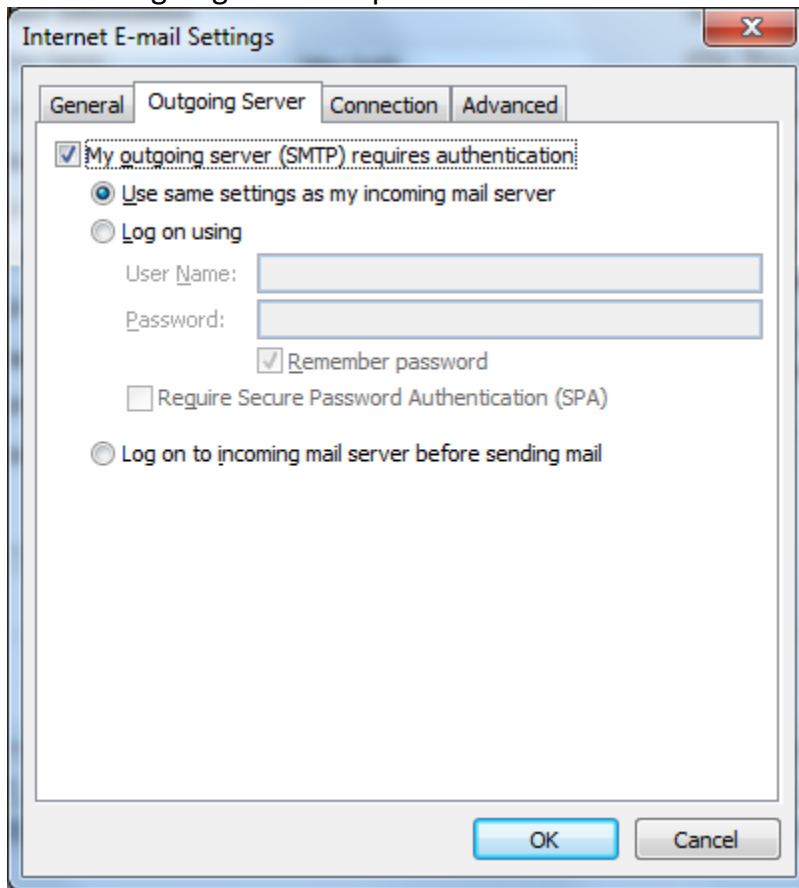 Internet E-mail Settings
General Outgoing Server Connection Advanced
My outgoing server (SMTP) requires authentication
Use same settings as my incoming mail server
Log on using
User Name:
Password:
Remember password
Require Secure Password Authentication (SPA)
Log on to incoming mail server before sending mail
OK Cancel